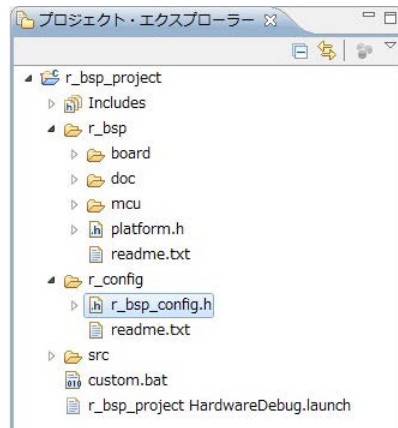 プロジェクト・エクスプローラー
r_bsp_project
Includes
r_bsp
board
doc
mcu
platform.h
readme.txt
r_config
r_bsp_config.h
readme.txt
src
custom.bat
r_bsp_project HardwareDebug.launch